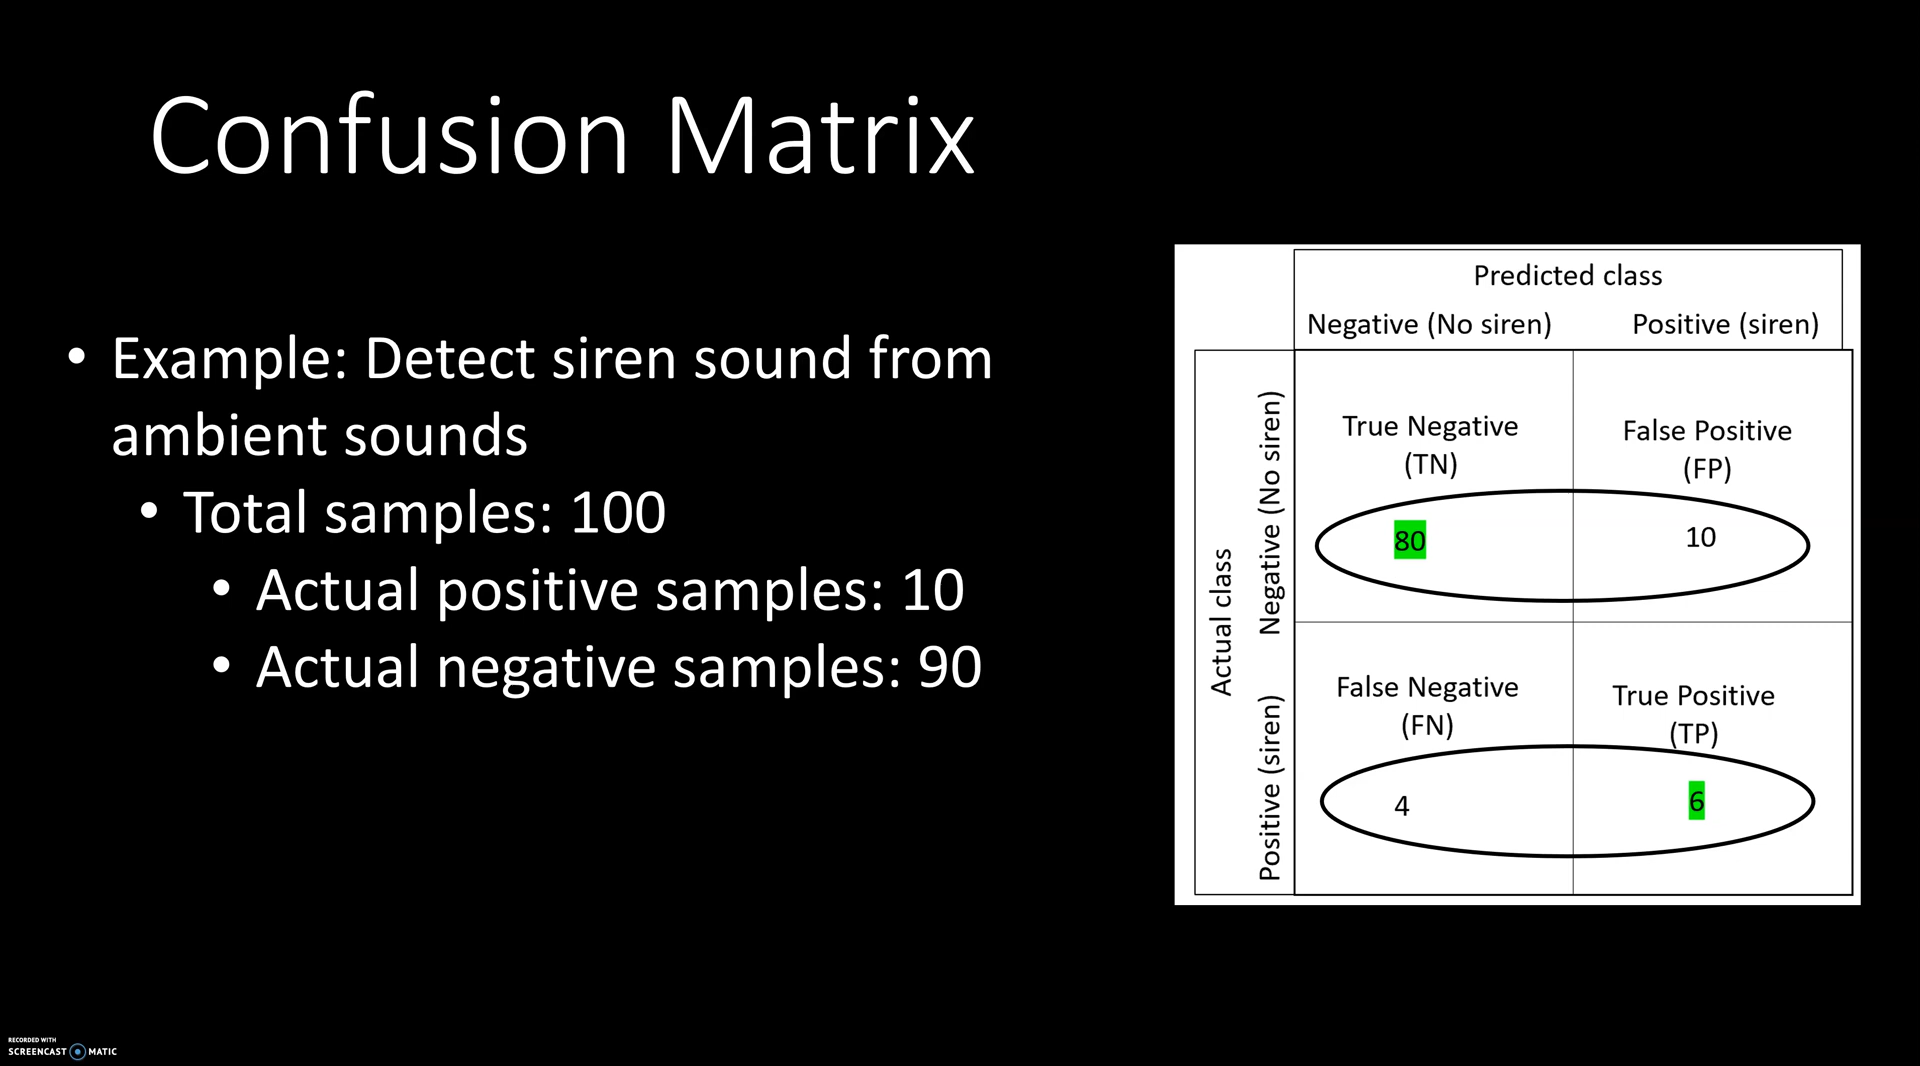 Confusion Matrix
• Example: Detect siren sound from
ambient sounds
• Total samples: 100
• Actual positive samples: 10
• Actual negative samples: 90
Predicted class
Negative (No siren) Positive (siren)
Actual class
Negative (No siren)
True Negative
(TN)
80
False Positive
(FP)
10
Positive (siren)
False Negative
(FN)
4
True Positive
(TP)
6
RECORDED WITH
SCREENCAST MATIC